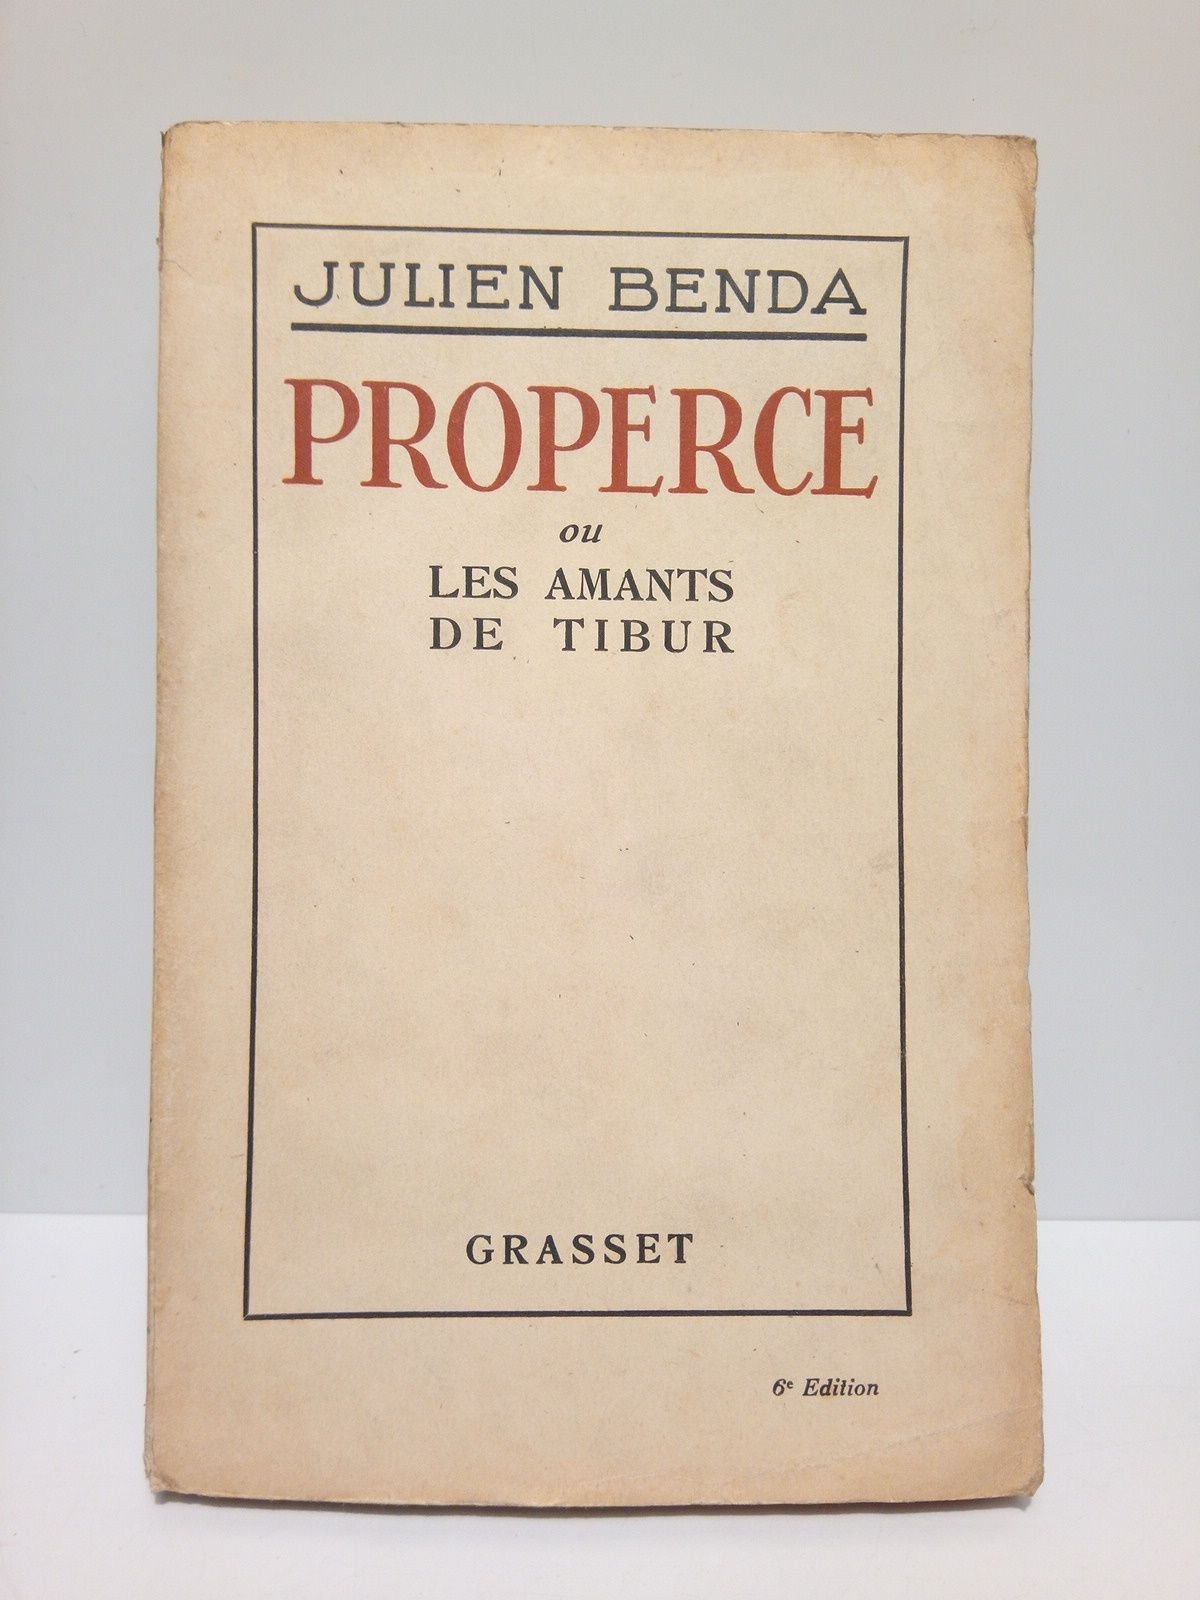 JULIEN BENDA
PROPERCE
ou
LES AMANTS
DE TIBUR
GRASSET
6e Edition